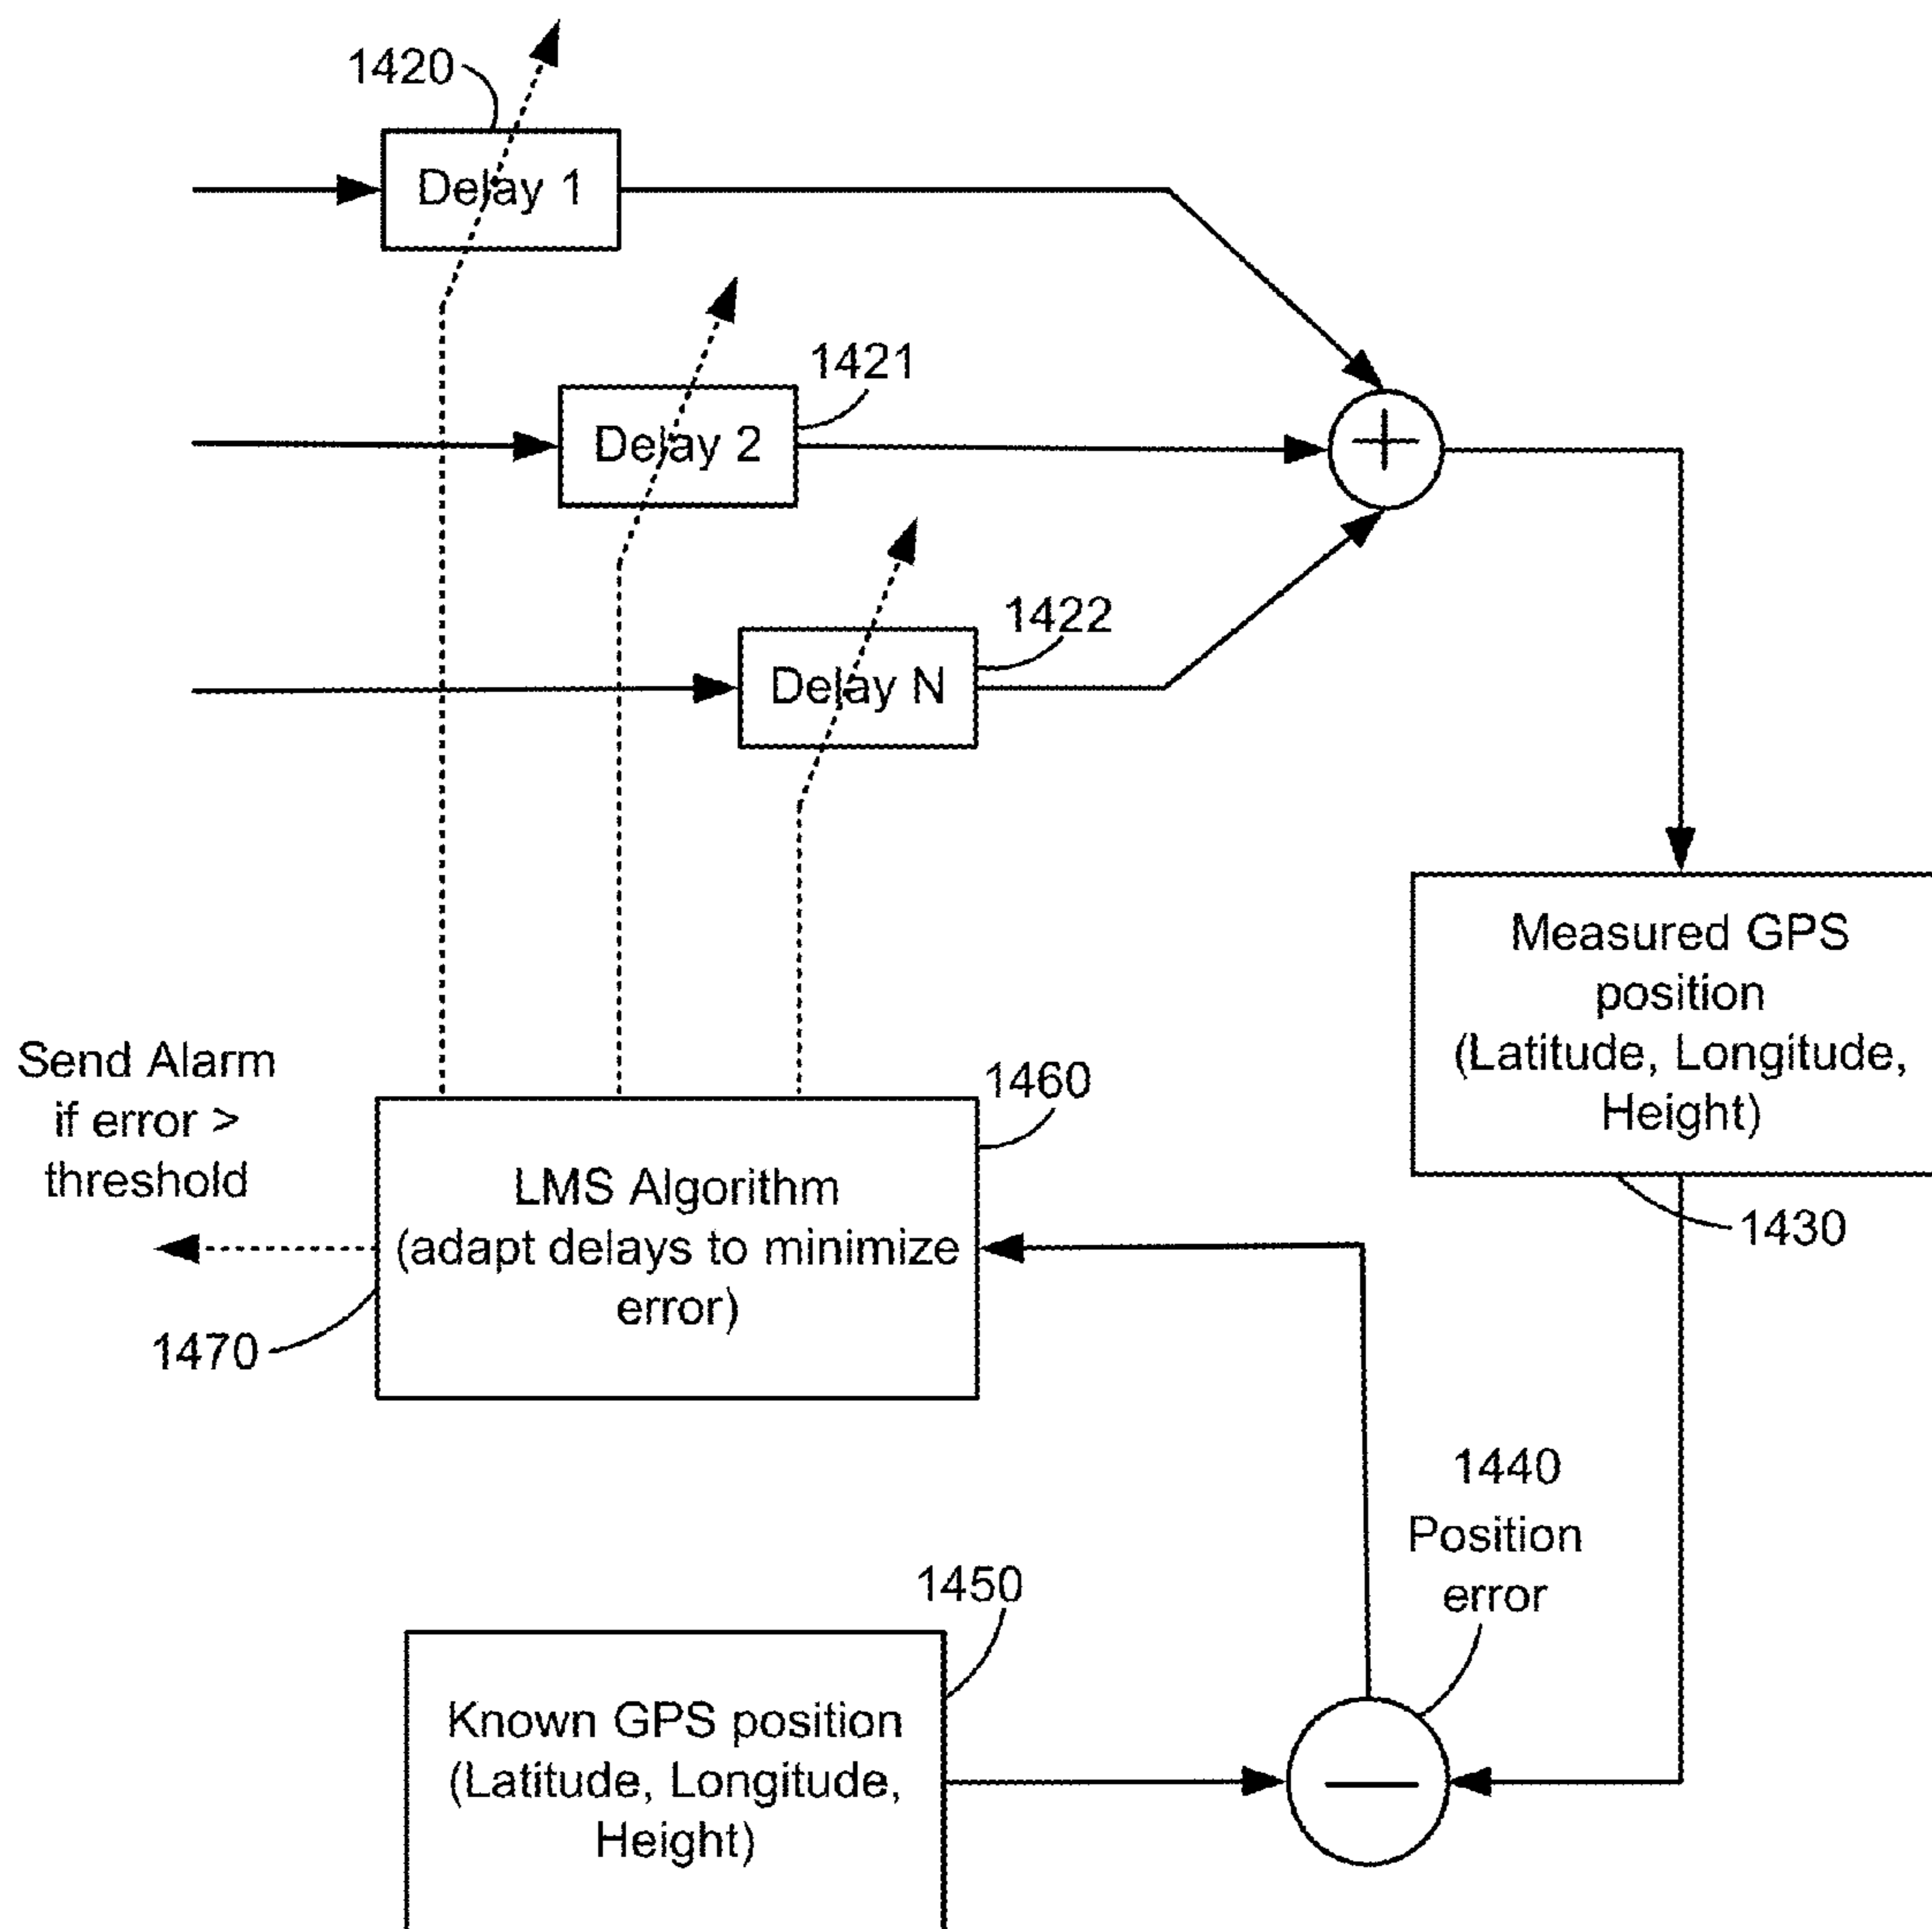 1420
Delay 1
1421
Delay 2
1422
Delay N
+
Measured GPS
position
(Latitude, Longitude,
Height)
1430
Send Alarm
if error >
threshold
1460
LMS Algorithm
(adapt delays to minimize
error)
1470
1440
Position
error
1450
Known GPS position
(Latitude, Longitude,
Height)
—